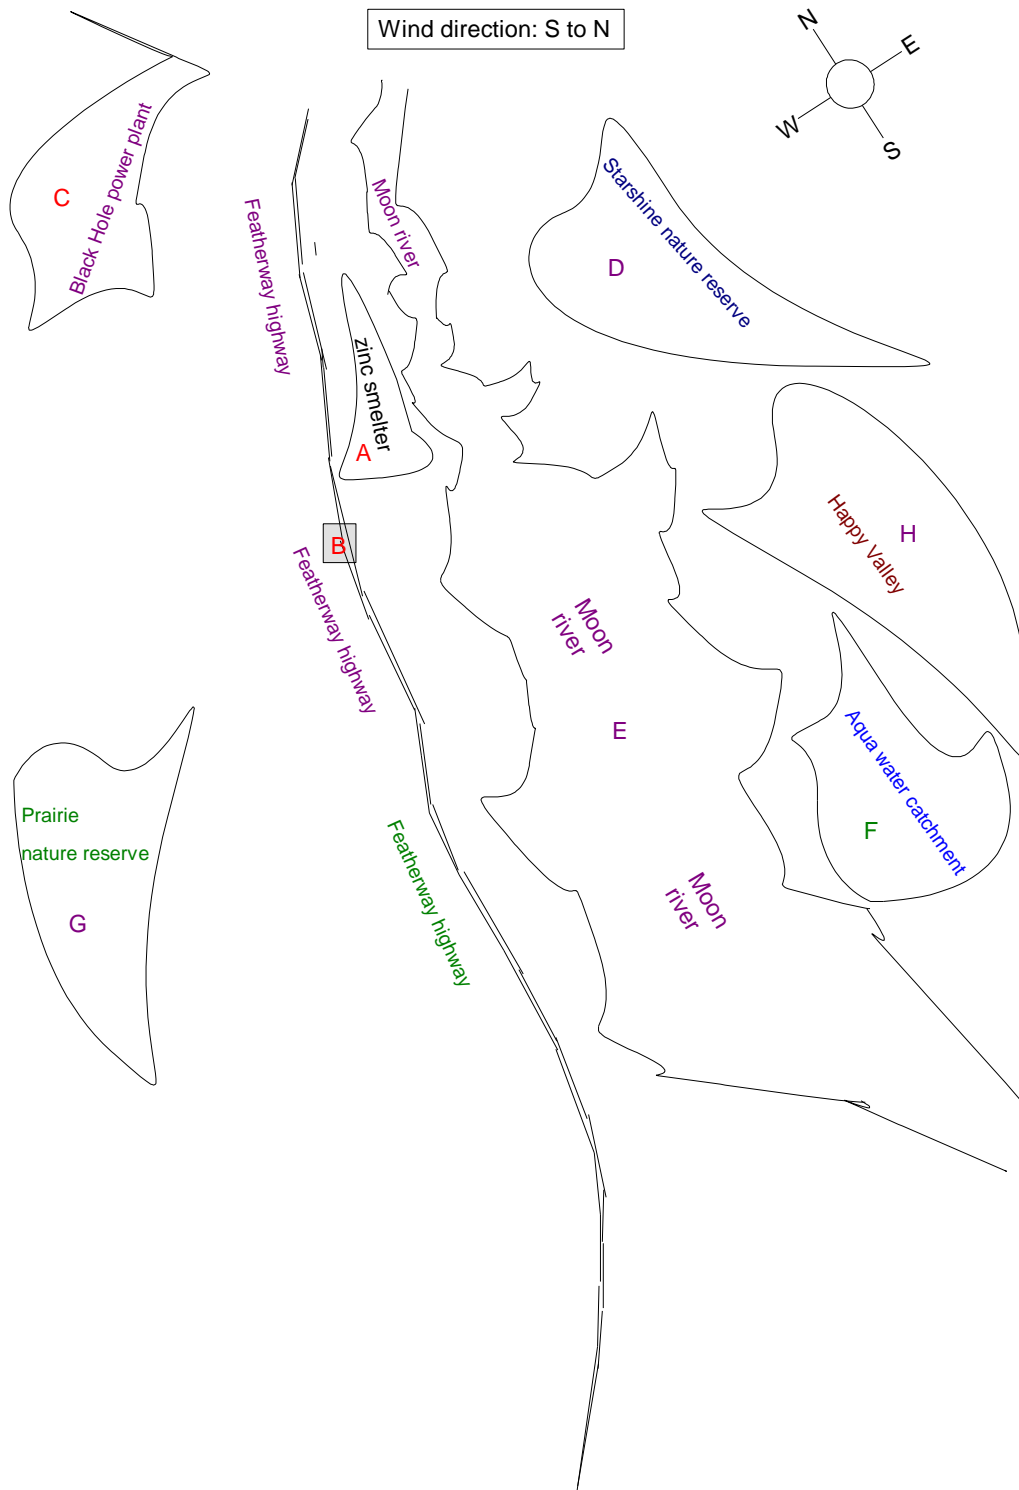 Wind direction: S to N
N
E
W
S
C
Black Hole power plant
Featherway highway
Moon river
D
Starshine nature reserve
zinc smelter
A
B
Featherway highway
Happy Valley
H
Moon
river
E
Aqua water catchment
F
Prairie
nature reserve
G
Featherway highway
Moon
river